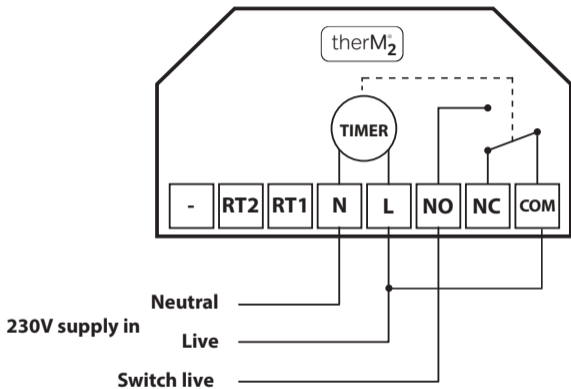 therM2
TIMER
- RT2 RT1 N L NO NC COM
Neutral
230V supply in
Live
Switch live